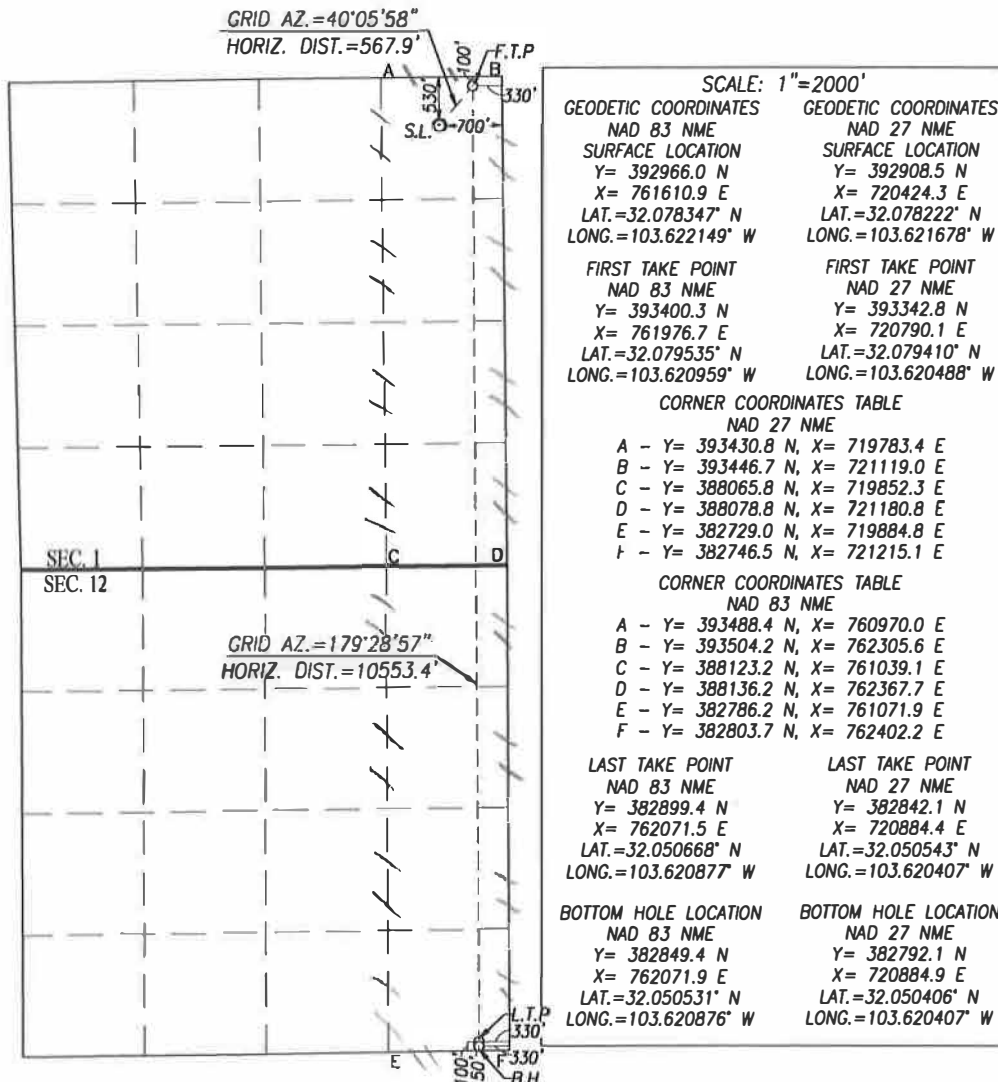 GRID AZ.=40°05'58"
HORIZ. DIST.=567.9'
100'
F.T.P
A
B
330'
530'
S.L.
700'
SEC. 1
C
D
SEC. 12
GRID AZ.=179°28'57"
HORIZ. DIST.=10553.4'
L.T.P
330'
E
100'
50'
F
330'
B.H.
SCALE: 1"=2000'
GEODETIC COORDINATES
NAD 83 NME
SURFACE LOCATION
Y= 392966.0 N
X= 761610.9 E
LAT.=32.078347° N
LONG.=103.622149° W
GEODETIC COORDINATES
NAD 27 NME
SURFACE LOCATION
Y= 392908.5 N
X= 720424.3 E
LAT.=32.078222° N
LONG.=103.621678° W
FIRST TAKE POINT
NAD 83 NME
Y= 393400.3 N
X= 761976.7 E
LAT.=32.079535° N
LONG.=103.620959° W
FIRST TAKE POINT
NAD 27 NME
Y= 393342.8 N
X= 720790.1 E
LAT.=32.079410° N
LONG.=103.620488° W
CORNER COORDINATES TABLE
NAD 27 NME
A - Y= 393430.8 N, X= 719783.4 E
B - Y= 393446.7 N, X= 721119.0 E
C - Y= 388065.8 N, X= 719852.3 E
D - Y= 388078.8 N, X= 721180.8 E
E - Y= 382729.0 N, X= 719884.8 E
F - Y= 382746.5 N, X= 721215.1 E
CORNER COORDINATES TABLE
NAD 83 NME
A - Y= 393488.4 N, X= 760970.0 E
B - Y= 393504.2 N, X= 762305.6 E
C - Y= 388123.2 N, X= 761039.1 E
D - Y= 388136.2 N, X= 762367.7 E
E - Y= 382786.2 N, X= 761071.9 E
F - Y= 382803.7 N, X= 762402.2 E
LAST TAKE POINT
NAD 83 NME
Y= 382899.4 N
X= 762071.5 E
LAT.=32.050668° N
LONG.=103.620877° W
LAST TAKE POINT
NAD 27 NME
Y= 382842.1 N
X= 720884.4 E
LAT.=32.050543° N
LONG.=103.620407° W
BOTTOM HOLE LOCATION
NAD 83 NME
Y= 382849.4 N
X= 762071.9 E
LAT.=32.050531° N
LONG.=103.620876° W
BOTTOM HOLE LOCATION
NAD 27 NME
Y= 382792.1 N
X= 720884.9 E
LAT.=32.050406° N
LONG.=103.620407° W